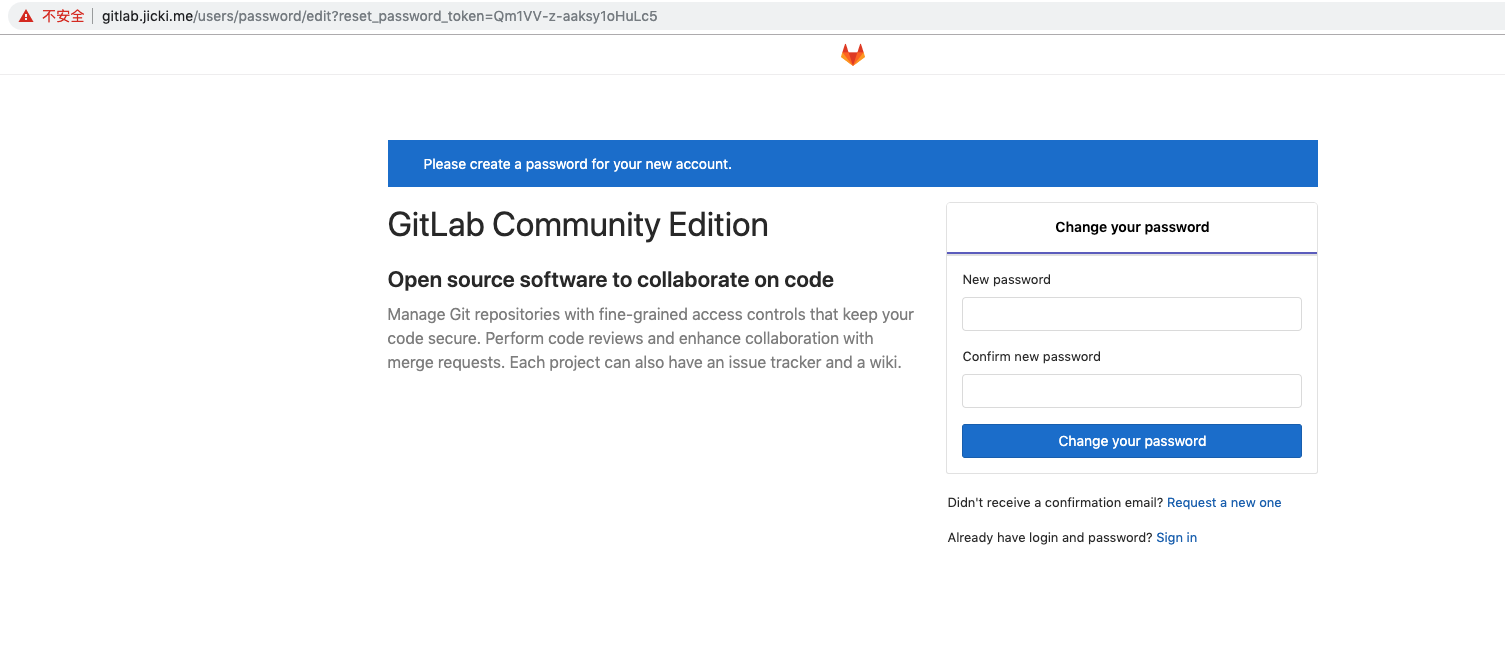 不安全 gitlab.jicki.me/users/password/edit?reset_password_token=Qm1VV-z-aaksy1oHuLc5
Please create a password for your new account.
GitLab Community Edition
Open source software to collaborate on code
Manage Git repositories with fine-grained access controls that keep your
code secure. Perform code reviews and enhance collaboration with
merge requests. Each project can also have an issue tracker and a wiki.
Change your password
New password
Confirm new password
Change your password
Didn't receive a confirmation email? Request a new one
Already have login and password? Sign in